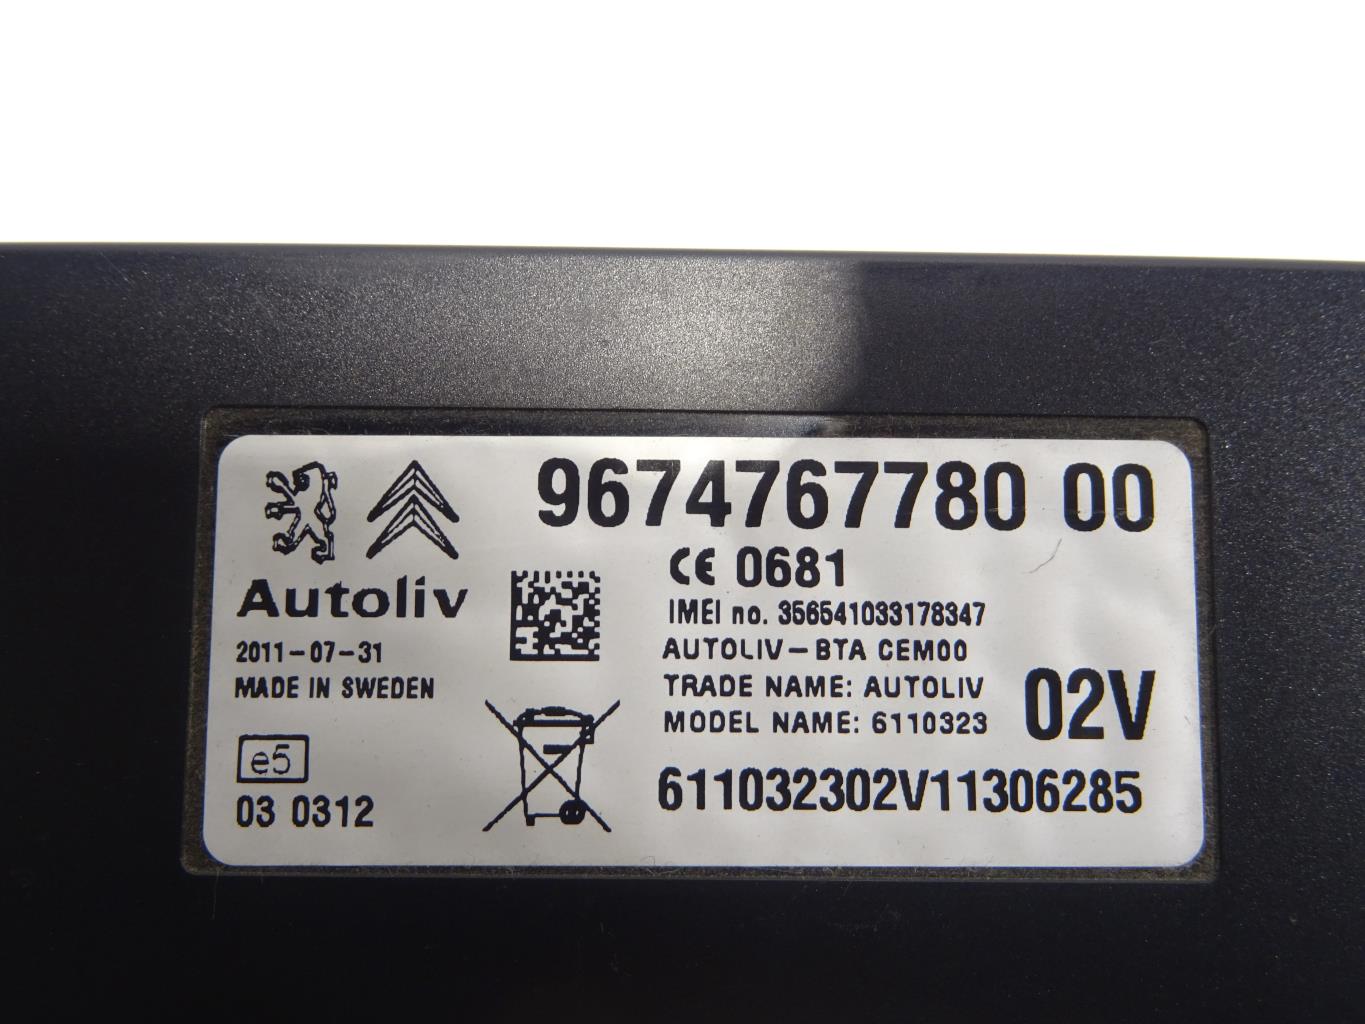 9674767780 00
CE 0681
IMEI no. 356541033178347
AUTOLIV-BTA CEM00
TRADE NAME: AUTOLIV
MODEL NAME: 6110323
02V
611032302V11306285
Autoliv
2011-07-31
MADE IN SWEDEN
e5
03 0312